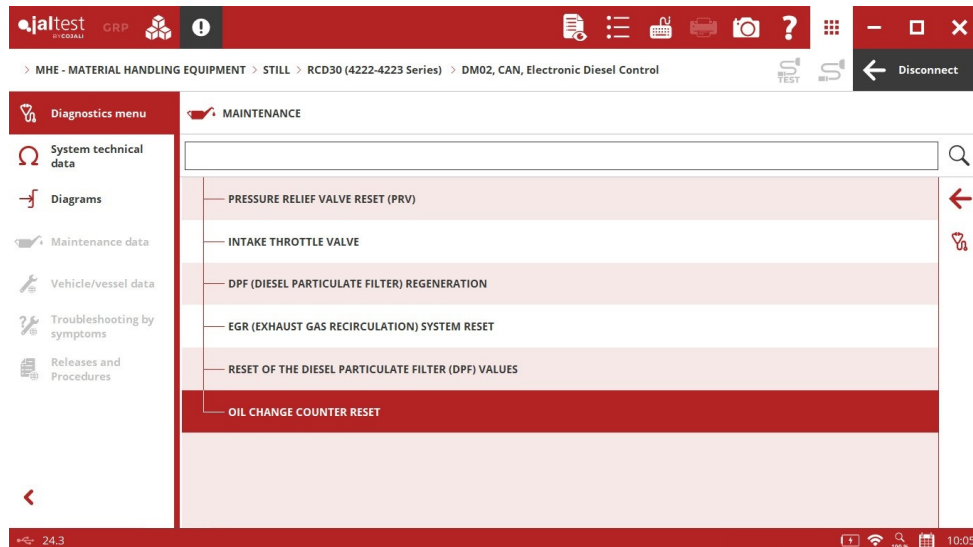 jaltest GRP
BY COJALI
> MHE - MATERIAL HANDLING EQUIPMENT > STILL > RCD30 (4222-4223 Series) > DM02, CAN, Electronic Diesel Control
TEST
Disconnect
Diagnostics menu
MAINTENANCE
System technical
data
Diagrams
PRESSURE RELIEF VALVE RESET (PRV)
Maintenance data
INTAKE THROTTLE VALVE
Vehicle/vessel data
DPF (DIESEL PARTICULATE FILTER) REGENERATION
Troubleshooting by
symptoms
EGR (EXHAUST GAS RECIRCULATION) SYSTEM RESET
Releases and
Procedures
RESET OF THE DIESEL PARTICULATE FILTER (DPF) VALUES
OIL CHANGE COUNTER RESET
24.3
100%
10:05